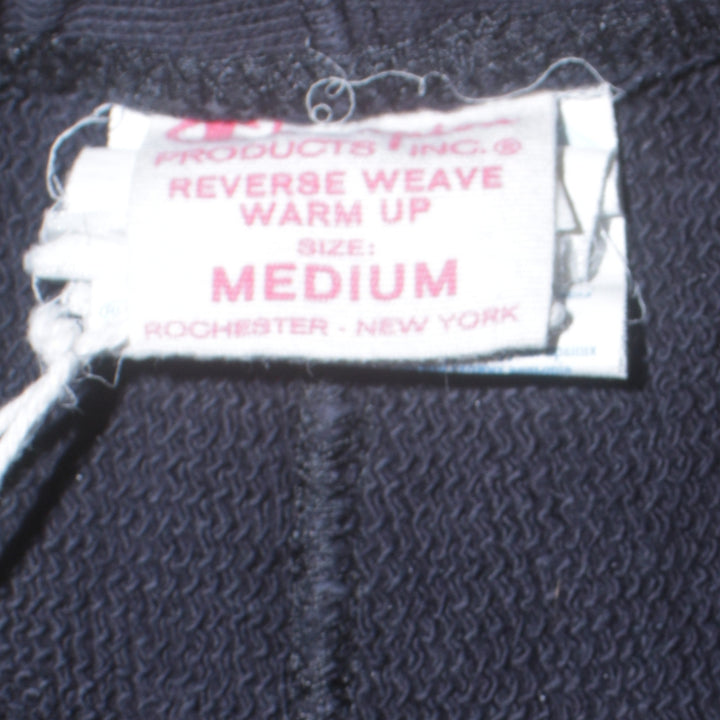 PRODUCTS INC.®
REVERSE WEAVE
WARM UP
SIZE:
MEDIUM
ROCHESTER - NEW YORK